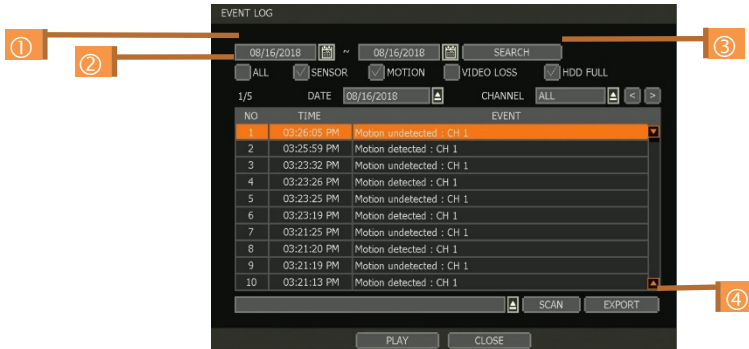 EVENT LOG
①
08/16/2018 ~ 08/16/2018 SEARCH
③
②
ALL SENSOR MOTION VIDEO LOSS HDD FULL
1/5 DATE 08/16/2018 CHANNEL ALL < >
NO TIME EVENT
1 03:26:05 PM Motion undetected : CH 1
2 03:25:59 PM Motion detected : CH 1
3 03:23:32 PM Motion undetected : CH 1
4 03:23:26 PM Motion detected : CH 1
5 03:23:25 PM Motion undetected : CH 1
6 03:23:19 PM Motion detected : CH 1
7 03:21:25 PM Motion undetected : CH 1
8 03:21:20 PM Motion detected : CH 1
9 03:21:19 PM Motion undetected : CH 1
10 03:21:13 PM Motion detected : CH 1
④
SCAN EXPORT
PLAY CLOSE